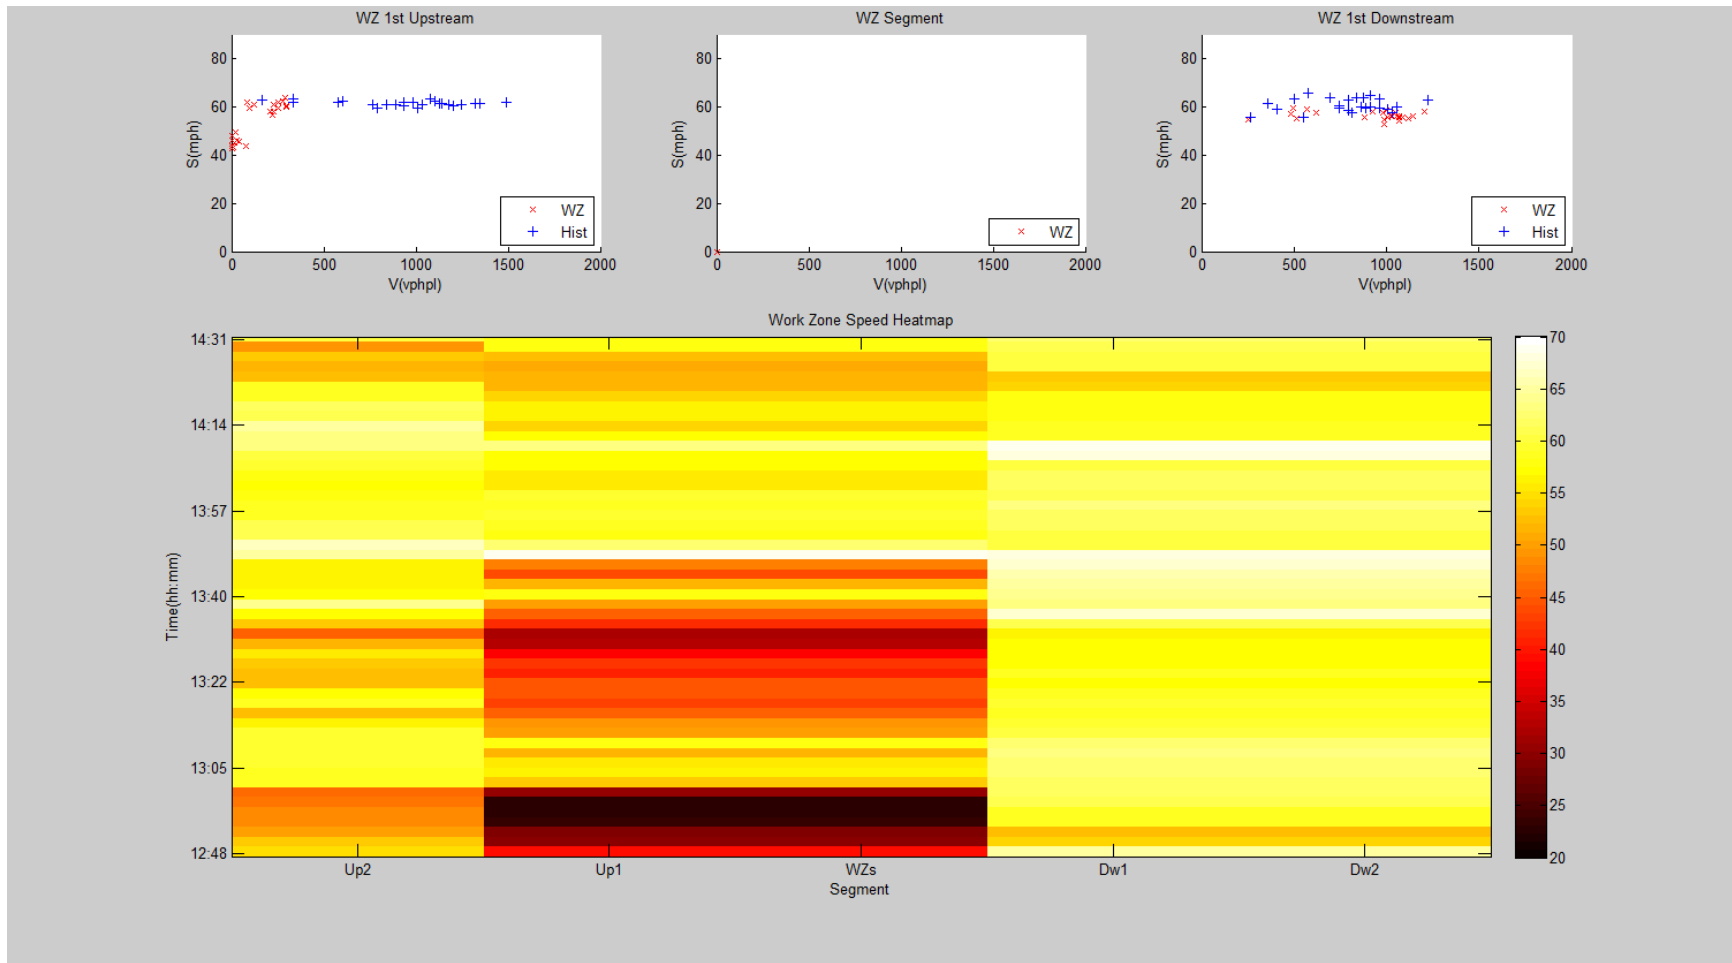 WZ 1st Upstream
80
60
40
20
0
S(mph)
0 500 1000 1500 2000
V(vphpl)
WZ
Hist
WZ Segment
80
60
40
20
0
S(mph)
0 500 1000 1500 2000
V(vphpl)
WZ
WZ 1st Downstream
80
60
40
20
0
S(mph)
0 500 1000 1500 2000
V(vphpl)
WZ
Hist
Work Zone Speed Heatmap
14:31
14:14
13:57
13:40
13:22
13:05
12:48
Time(hh:mm)
Up2 Up1 WZs Dw1 Dw2
Segment
70
65
60
55
50
45
40
35
30
25
20